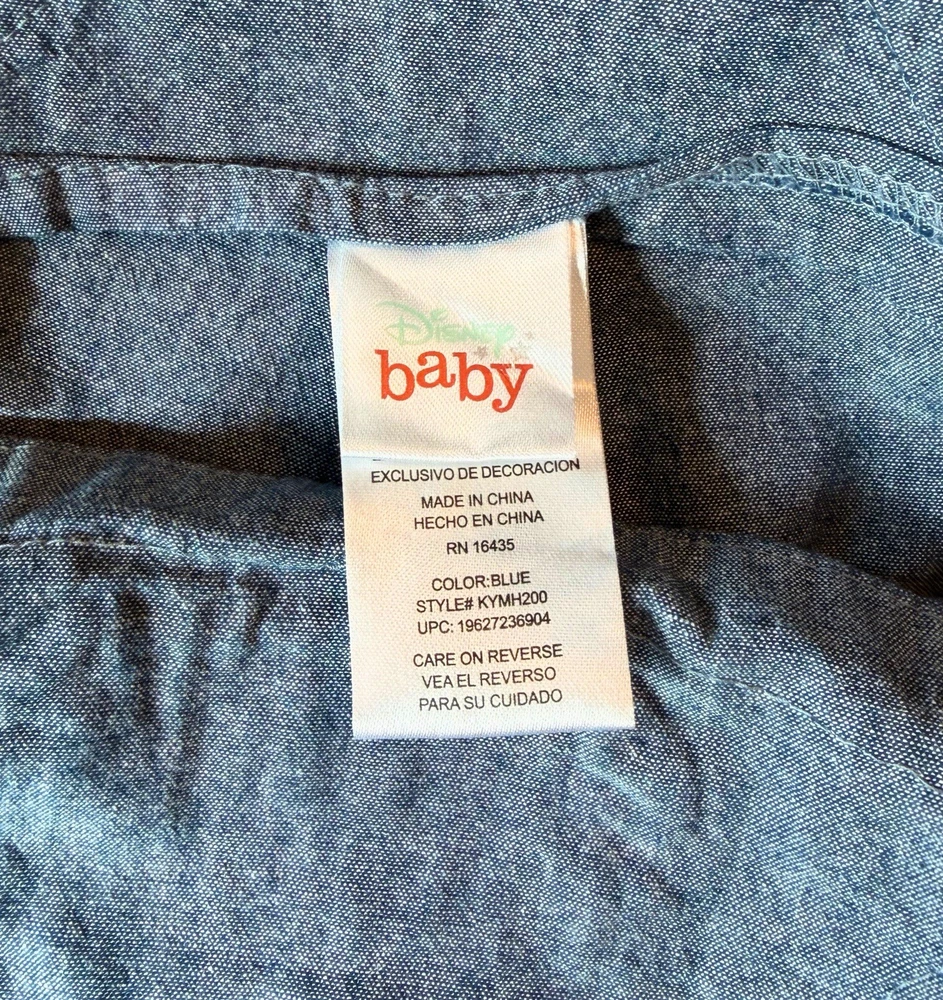 Disney
baby
EXCLUSIVO DE DECORACION
MADE IN CHINA
HECHO EN CHINA
RN 16435
COLOR:BLUE
STYLE# KYMH200
UPC: 19627236904
CARE ON REVERSE
VEA EL REVERSO
PARA SU CUIDADO